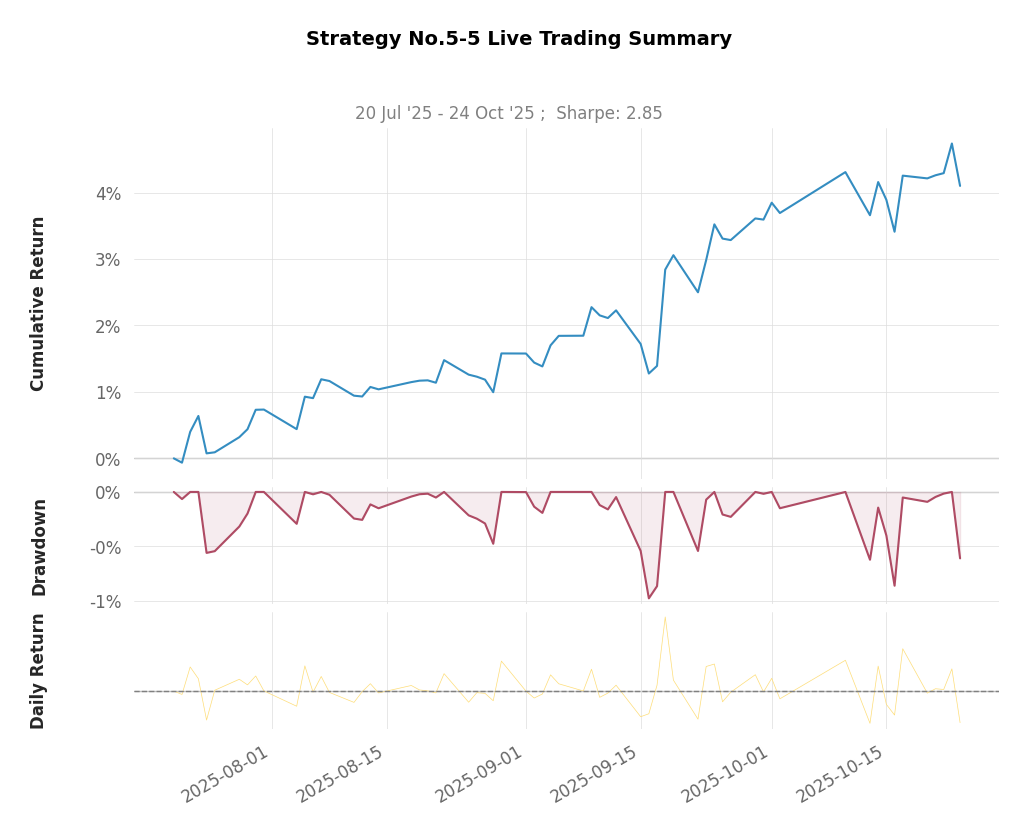 Strategy No.5-5 Live Trading Summary
20 Jul '25 - 24 Oct '25 ;  Sharpe: 2.85
Cumulative Return
4%
3%
2%
1%
0%
Drawdown
0%
-0%
-1%
Daily Return
2025-08-01
2025-08-15
2025-09-01
2025-09-15
2025-10-01
2025-10-15